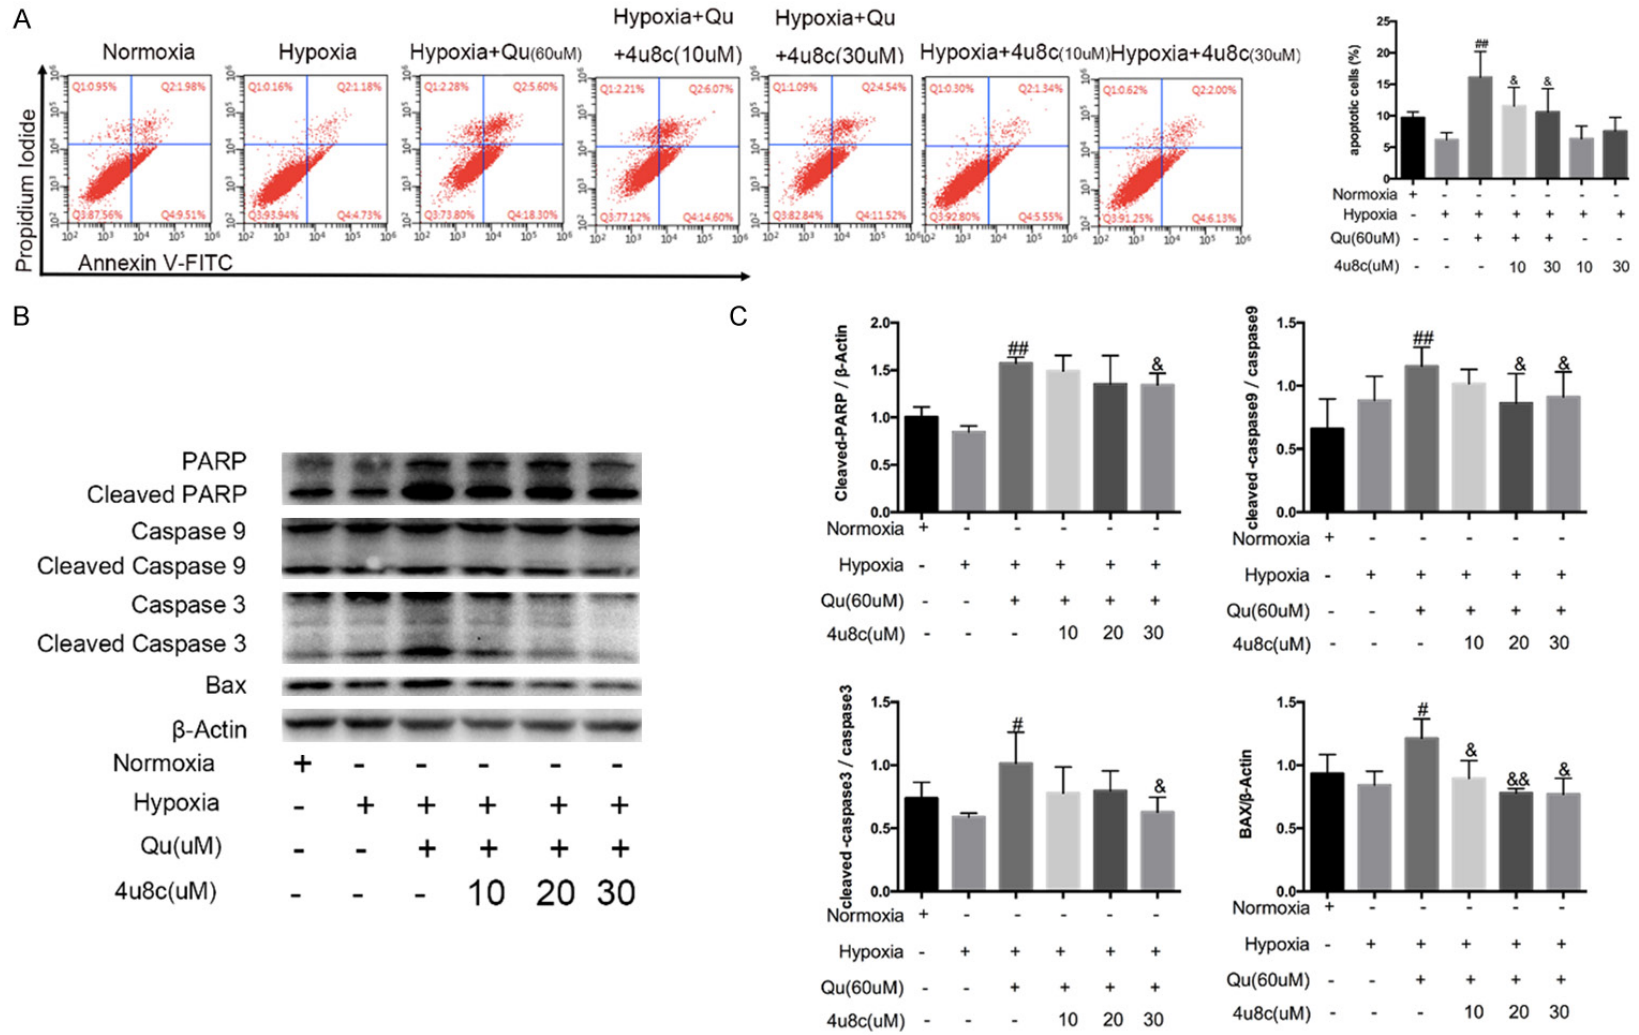 A
Normoxia
Hypoxia
Hypoxia+Qu(60uM)
Hypoxia+Qu
+4u8c(10uM)
Hypoxia+Qu
+4u8c(30uM)
Hypoxia+4u8c(10uM)
Hypoxia+4u8c(30uM)
Q1:0.95% Q2:1.98%
Q3:87.56% Q4:9.51%
Q1:0.16% Q2:1.18%
Q3:93.94% Q4:4.73%
Q1:2.28% Q2:5.60%
Q3:73.80% Q4:18.30%
Q1:2.21% Q2:6.07%
Q3:77.12% Q4:14.60%
Q1:1.09% Q2:4.54%
Q3:82.84% Q4:11.52%
Q1:0.30% Q2:1.34%
Q3:92.80% Q4:5.55%
Q1:0.62% Q2:2.00%
Q3:91.25% Q4:6.13%
10² 10³ 10⁴ 10⁵ 10⁶
Propidium Iodide
Annexin V-FITC
apoptotic cells (%)
25
20
15
10
5
0
## & &
Normoxia + - - - - - -
Hypoxia - + + + + + +
Qu(60uM) - - + + + - -
4u8c(uM) - - - 10 30 10 30
B
PARP
Cleaved PARP
Caspase 9
Cleaved Caspase 9
Caspase 3
Cleaved Caspase 3
Bax
β-Actin
Normoxia + - - - - -
Hypoxia - + + + + +
Qu(uM) - - + + + +
4u8c(uM) - - - 10 20 30
C
Cleaved-PARP / β-Actin
2.0
1.5
1.0
0.5
0.0
## &
Normoxia + - - - - -
Hypoxia - + + + + +
Qu(60uM) - - + + + +
4u8c(uM) - - - 10 20 30
cleaved -caspase9 / caspase9
1.5
1.0
0.5
0.0
## & &
Normoxia + - - - - -
Hypoxia - + + + + +
Qu(60uM) - - + + + +
4u8c(uM) - - - 10 20 30
cleaved -caspase3 / caspase3
1.5
1.0
0.5
0.0
# &
Normoxia + - - - - -
Hypoxia - + + + + +
Qu(60uM) - - + + + +
4u8c(uM) - - - 10 20 30
BAX/β-Actin
1.5
1.0
0.5
0.0
# & && &
Normoxia + - - - - -
Hypoxia - + + + + +
Qu(60uM) - - + + + +
4u8c(uM) - - - 10 20 30